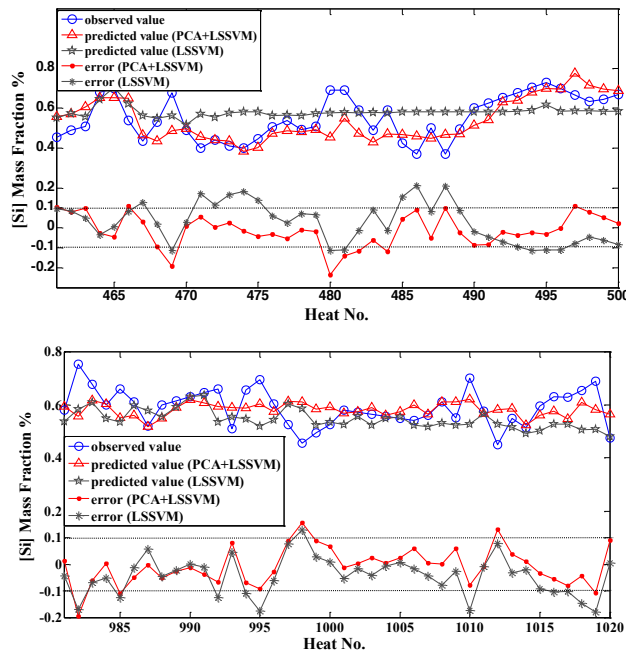 observed value
predicted value (PCA+LSSVM)
predicted value (LSSVM)
error (PCA+LSSVM)
error (LSSVM)
0.8
0.6
0.4
0.2
0.1
0
-0.1
-0.2
[Si] Mass Fraction %
465 470 475 480 485 490 495 500
Heat No.
0.8
0.6
0.4
0.2
0.1
0
-0.1
-0.2
[Si] Mass Fraction %
observed value
predicted value (PCA+LSSVM)
predicted value (LSSVM)
error (PCA+LSSVM)
error (LSSVM)
985 990 995 1000 1005 1010 1015 1020
Heat No.